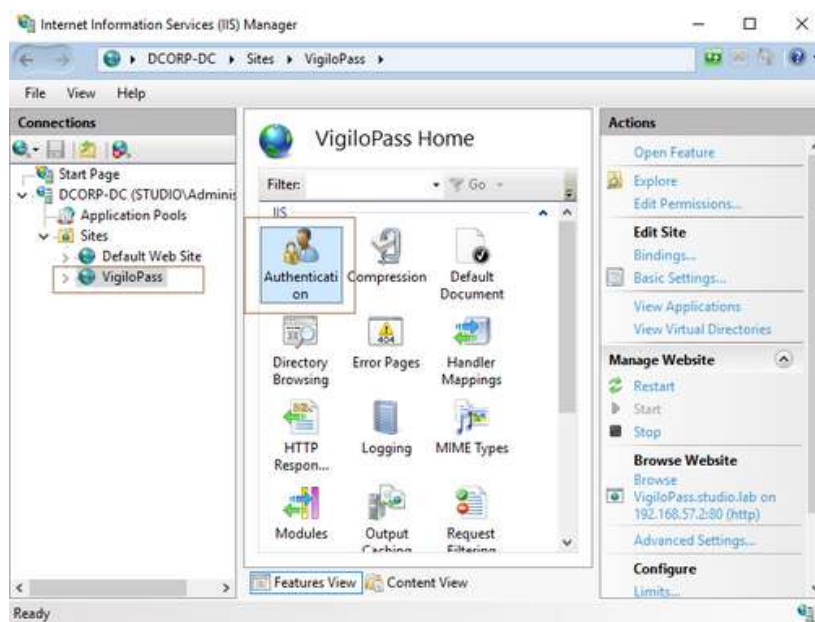 Internet Information Services (IIS) Manager
DCORP-DC Sites VigiloPass
File View Help
Connections
Start Page
DCORP-DC (STUDIO\Adminis
Application Pools
Sites
Default Web Site
VigiloPass
VigiloPass Home
Filter:
Go
IIS
Authenticati
on
Compression
Default
Document
Directory
Browsing
Error Pages
404
Handler
Mappings
HTTP
Respon...
Logging
MIME Types
Modules
Output
Caching
Request
Filtering
Features View
Content View
Actions
Open Feature
Explore
Edit Permissions...
Edit Site
Bindings...
Basic Settings...
View Applications
View Virtual Directories
Manage Website
Restart
Start
Stop
Browse Website
Browse
VigiloPass.studio.lab on
192.168.57.2:80 (http)
Advanced Settings...
Configure
Limits...
Ready